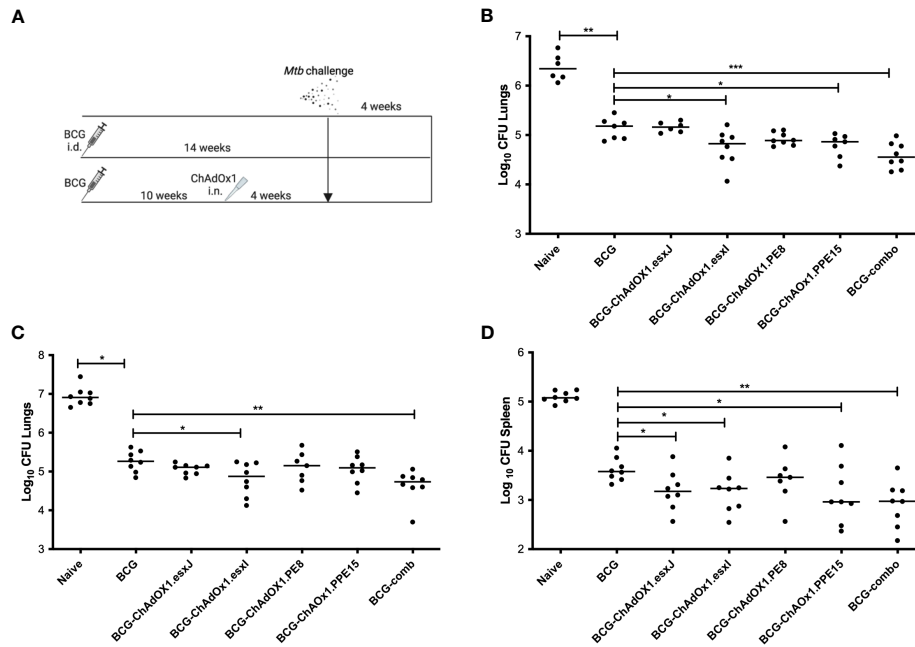 A
Mtb challenge
4 weeks
BCG
i.d.
14 weeks
BCG
ChAdOx1
i.n.
10 weeks
4 weeks
B
Log10 CFU Lungs
7
6
5
4
3
**
***
*
*
Naive
BCG
BCG-ChAdOX1.esxJ
BCG-ChAdOX1.esxI
BCG-ChAdOX1.PE8
BCG-ChAOx1.PPE15
BCG-combo
C
Log10 CFU Lungs
8
7
6
5
4
3
*
**
*
Naive
BCG
BCG-ChAdOX1.esxJ
BCG-ChAdOx1.esxI
BCG-ChAdOX1.PE8
BCG-ChAOx1.PPE15
BCG-comb
D
Log 10 CFU Spleen
6
5
4
3
2
**
*
*
*
Naive
BCG
BCG-ChAdOX1.esxJ
BCG-ChAdOx1.esxI
BCG-ChAdOX1.PE8
BCG-ChAOx1.PPE15
BCG-combo